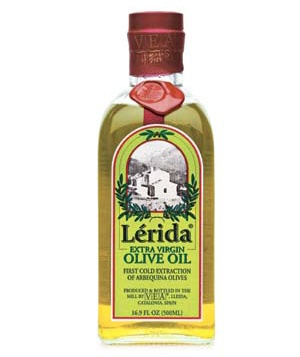 VEA
Lérida®
EXTRA VIRGIN
OLIVE OIL
FIRST COLD EXTRACTION
OF ARBEQUINA OLIVES
PRODUCED & BOTTLED IN THE
MILL BY VEA® LLEIDA,
CATALONIA, SPAIN
16.9 FL OZ (500ML)